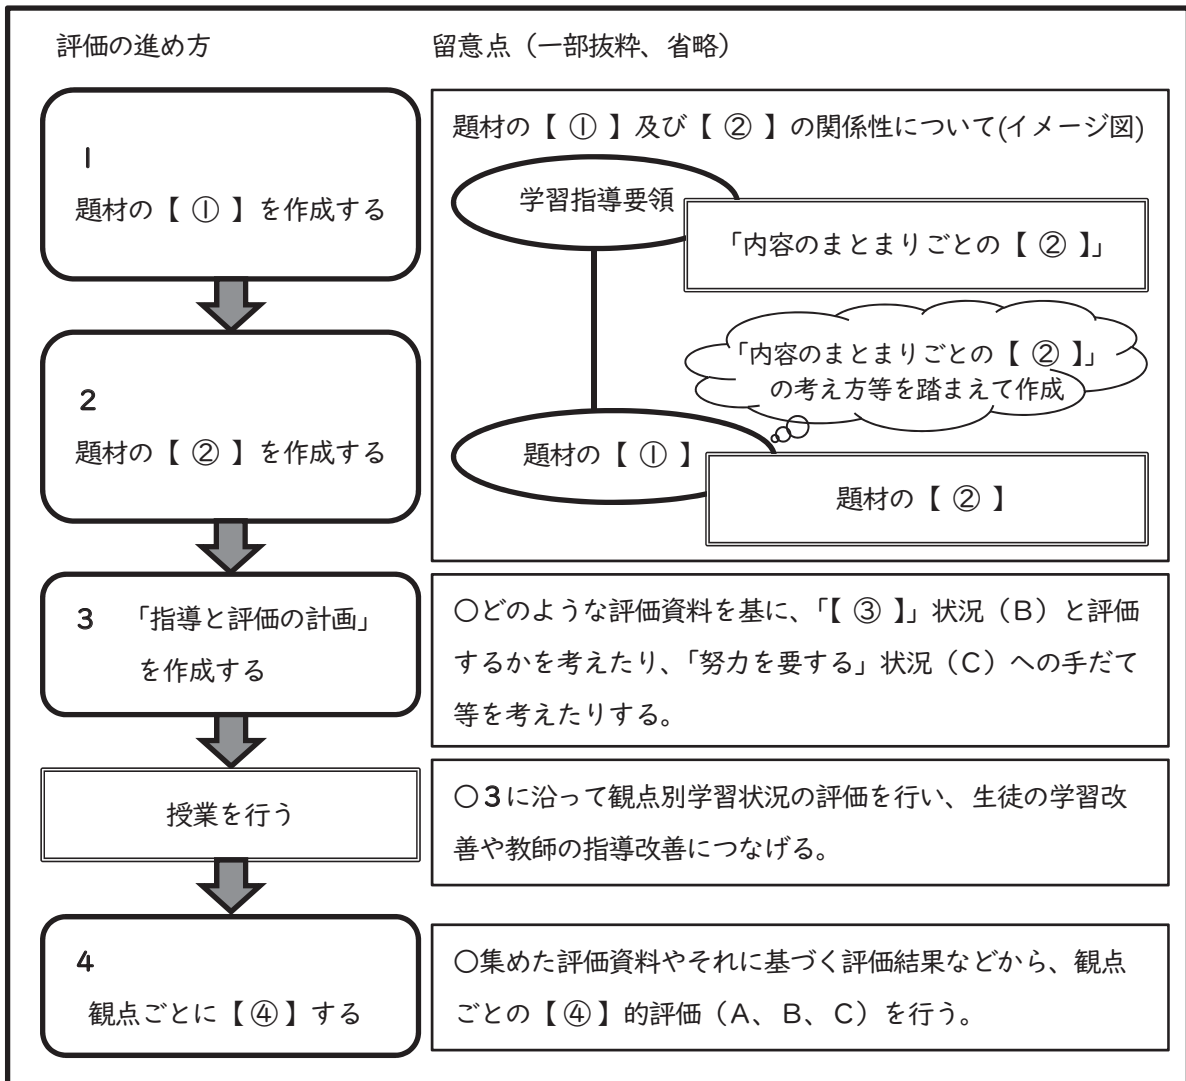 評価の進め方
留意点（一部抜粋、省略）
1
題材の【 ① 】を作成する
題材の【 ① 】及び【 ② 】の関係性について(イメージ図)
学習指導要領
「内容のまとまりごとの【 ② 】」
「内容のまとまりごとの【 ② 】」
の考え方等を踏まえて作成
題材の【 ① 】
題材の【 ② 】
2
題材の【 ② 】を作成する
3 「指導と評価の計画」
を作成する
〇どのような評価資料を基に、「【 ③ 】」状況（Ｂ）と評価
するかを考えたり、「努力を要する」状況（Ｃ）への手だて
等を考えたりする。
授業を行う
〇3に沿って観点別学習状況の評価を行い、生徒の学習改
善や教師の指導改善につなげる。
4
観点ごとに【 ④ 】する
〇集めた評価資料やそれに基づく評価結果などから、観点
ごとの【 ④ 】的評価（Ａ、Ｂ、Ｃ）を行う。